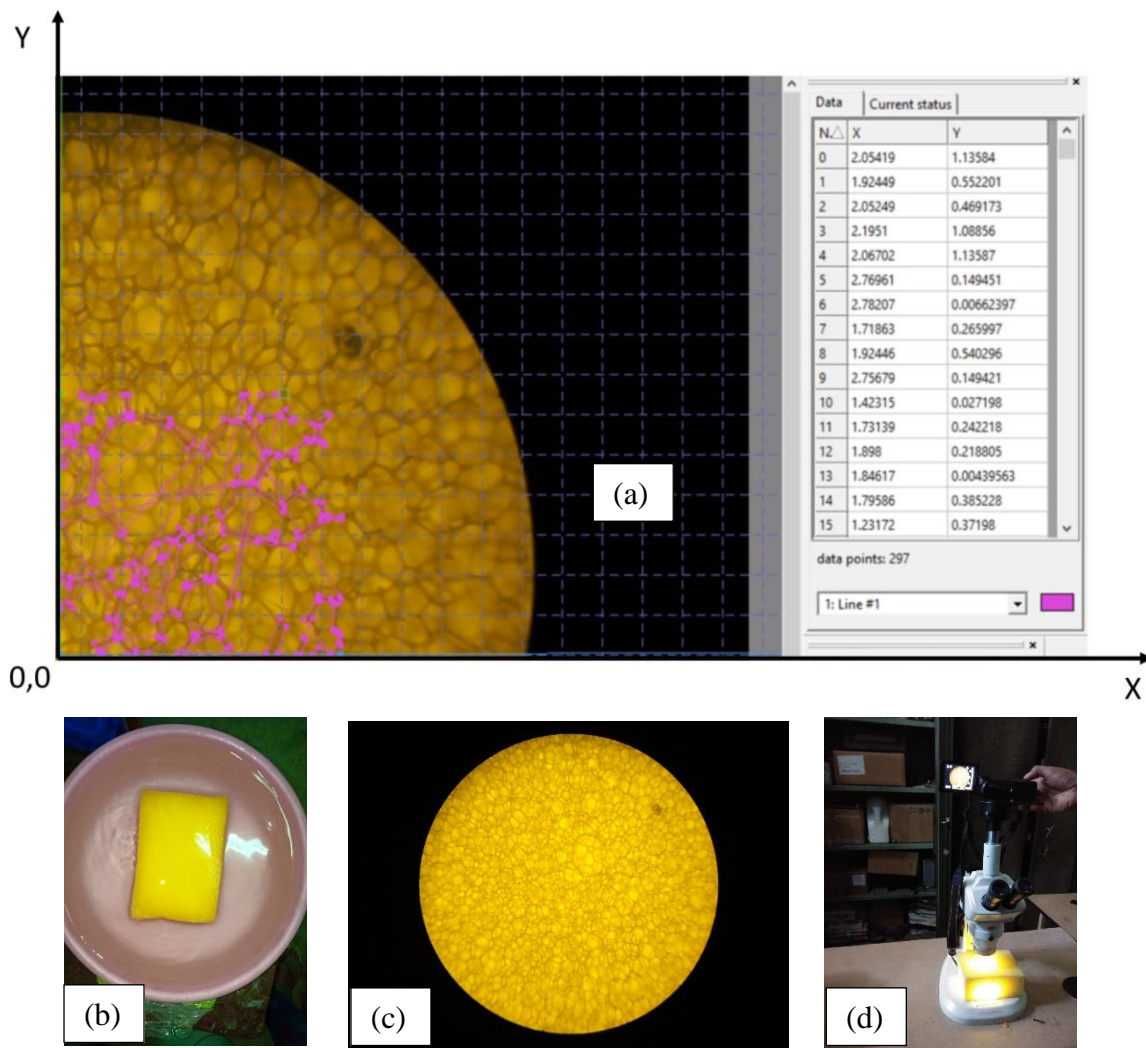 Y
Data Current status
N. X Y
0 2.05419 1.13584
1 1.92449 0.552201
2 2.05249 0.469173
3 2.1951 1.08856
4 2.06702 1.13587
5 2.76961 0.149451
6 2.78207 0.00662397
7 1.71863 0.265997
8 1.92446 0.540296
9 2.75679 0.149421
10 1.42315 0.027198
11 1.73139 0.242218
12 1.898 0.218805
13 1.84617 0.00439563
14 1.79586 0.385228
15 1.23172 0.37198
(a)
data points: 297
1: Line #1
0,0
X
(b)
(c)
(d)